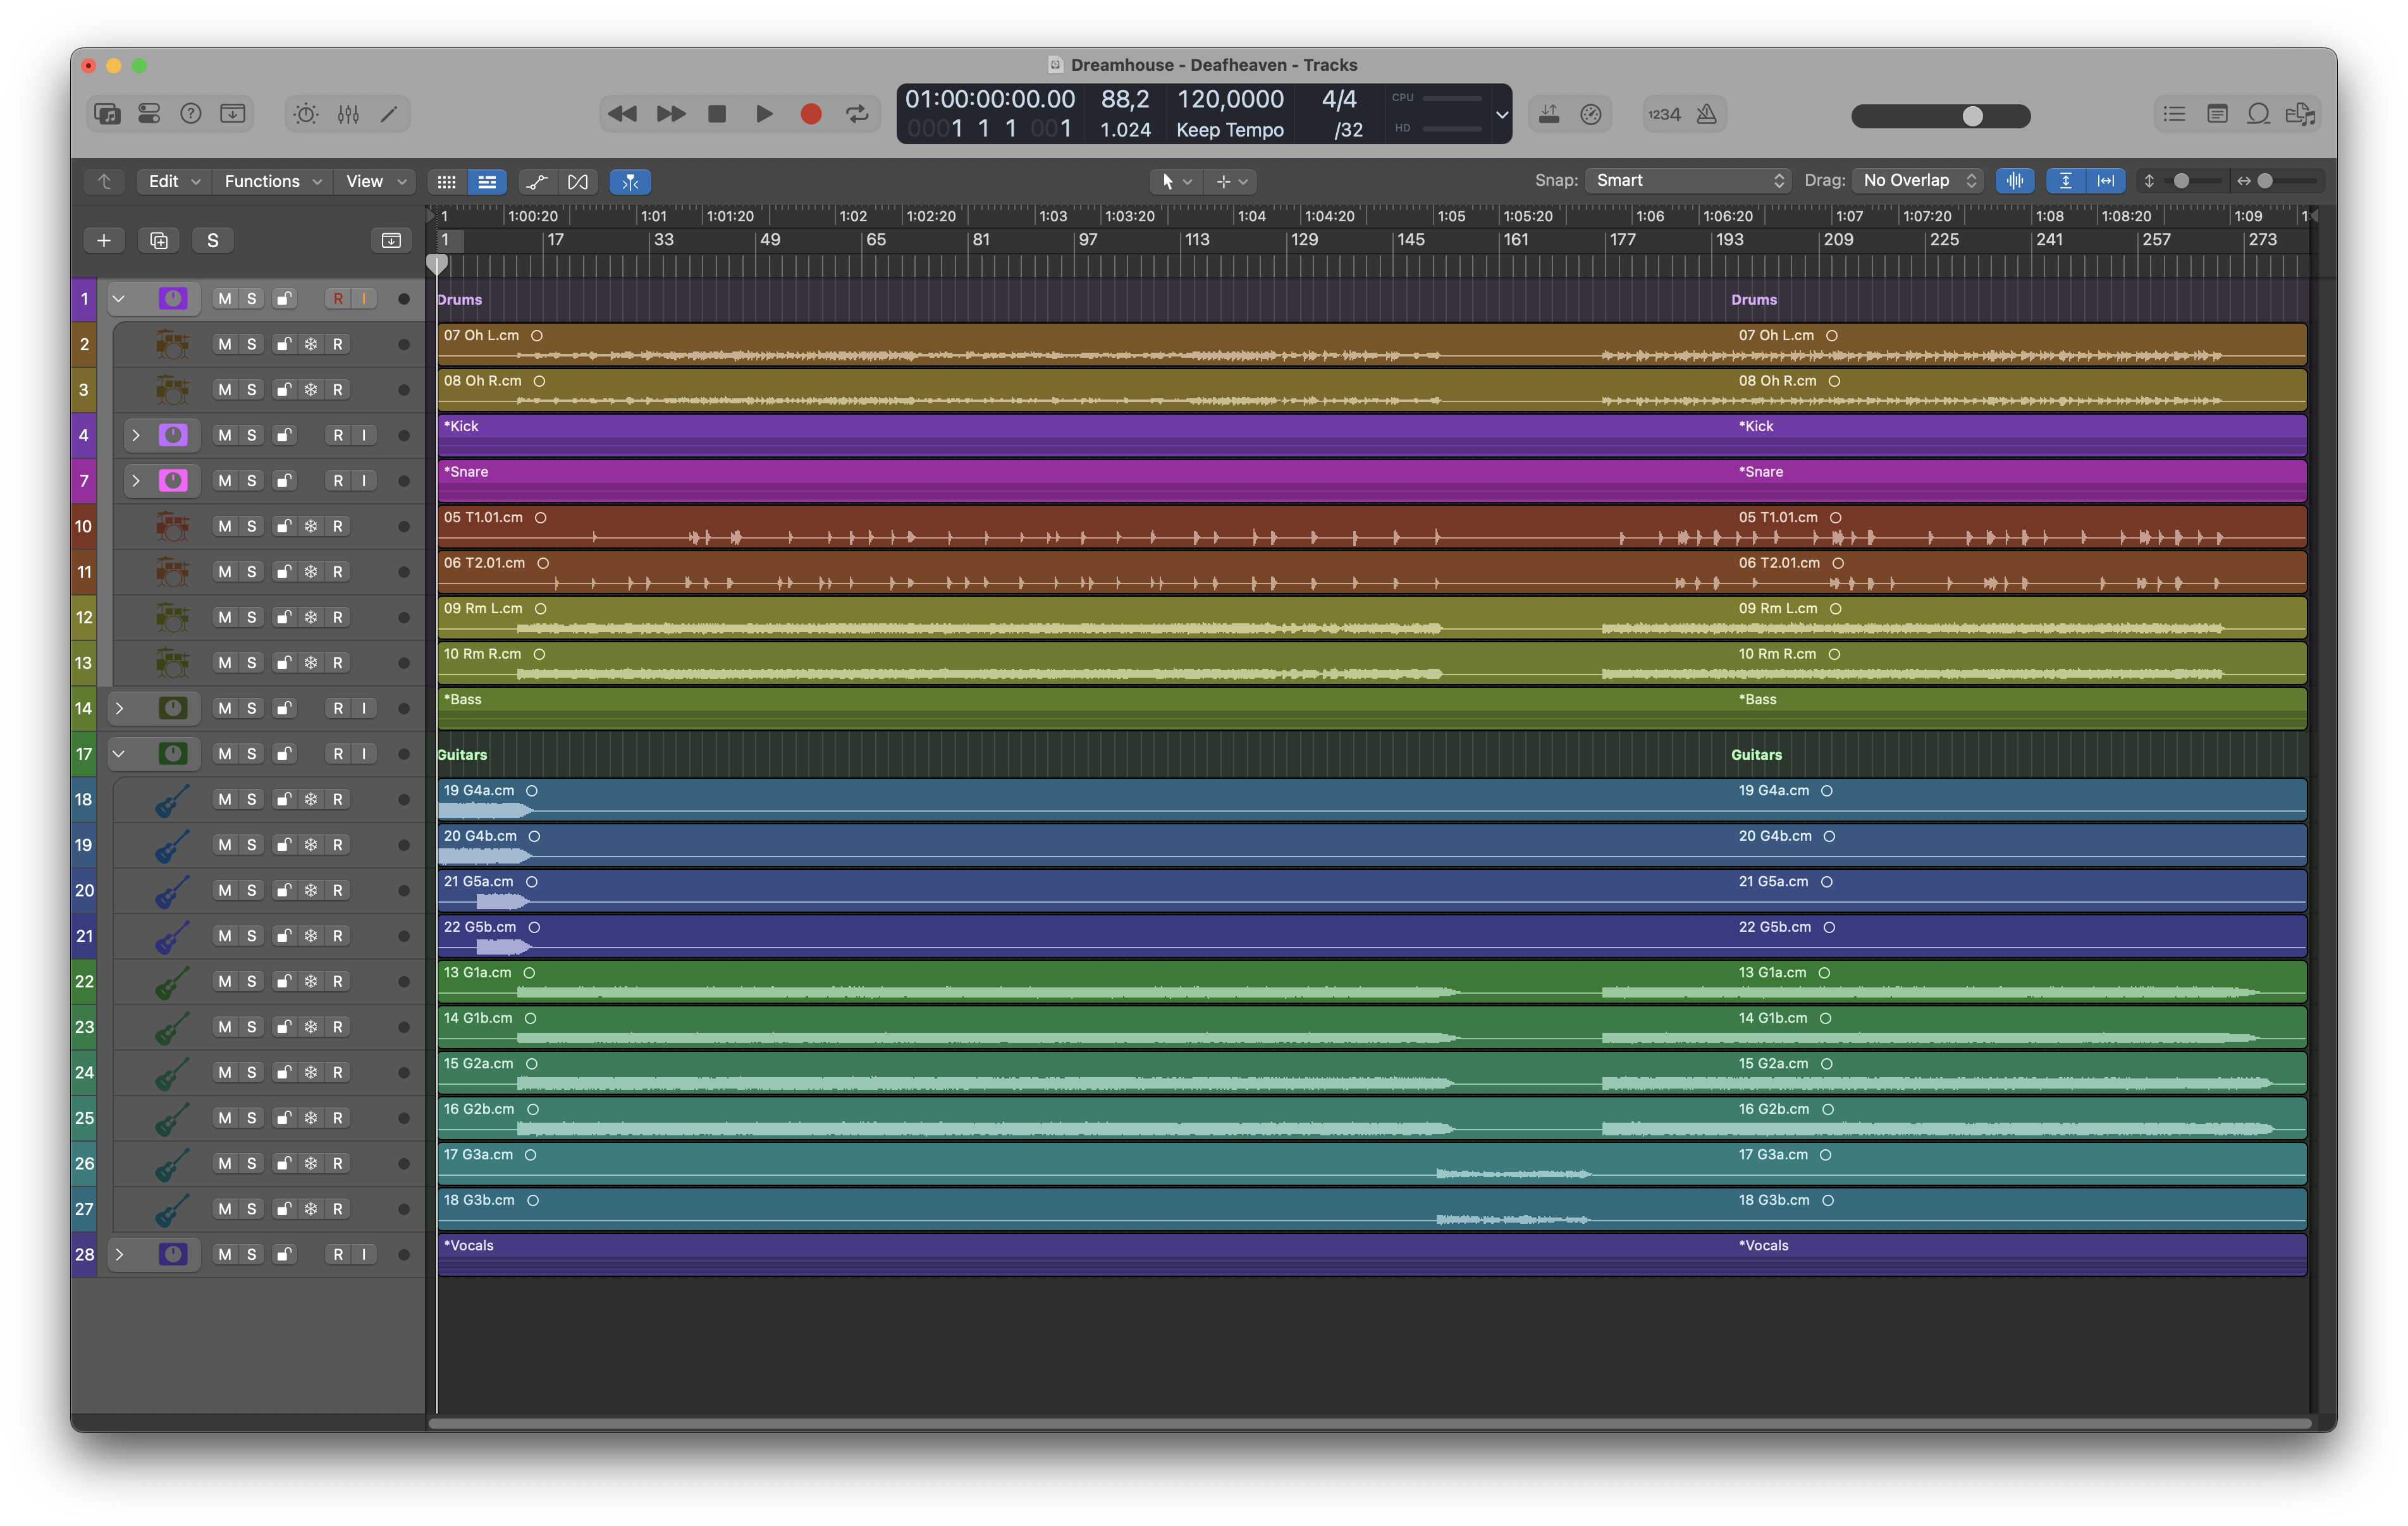 Dreamhouse - Deafheaven - Tracks
01:00:00:00.00 88,2 120,0000 4/4 CPU
0001 1 1 001 1.024 Keep Tempo /32 HD
1234
Edit Functions View Snap: Smart Drag: No Overlap
1 1:00:20 1:01 1:01:20 1:02 1:02:20 1:03 1:03:20 1:04 1:04:20 1:05 1:05:20 1:06 1:06:20 1:07 1:07:20 1:08 1:08:20 1:09 1:
S 1 17 33 49 65 81 97 113 129 145 161 177 193 209 225 241 257 273
1 M S R I Drums Drums
2 M S R 07 Oh L.cm 07 Oh L.cm
3 M S R 08 Oh R.cm 08 Oh R.cm
4 M S R I *Kick *Kick
7 M S R I *Snare *Snare
10 M S R 05 T1.01.cm 05 T1.01.cm
11 M S R 06 T2.01.cm 06 T2.01.cm
12 M S R 09 Rm L.cm 09 Rm L.cm
13 M S R 10 Rm R.cm 10 Rm R.cm
14 M S R I *Bass *Bass
17 M S R I Guitars Guitars
18 M S R 19 G4a.cm 19 G4a.cm
19 M S R 20 G4b.cm 20 G4b.cm
20 M S R 21 G5a.cm 21 G5a.cm
21 M S R 22 G5b.cm 22 G5b.cm
22 M S R 13 G1a.cm 13 G1a.cm
23 M S R 14 G1b.cm 14 G1b.cm
24 M S R 15 G2a.cm 15 G2a.cm
25 M S R 16 G2b.cm 16 G2b.cm
26 M S R 17 G3a.cm 17 G3a.cm
27 M S R 18 G3b.cm 18 G3b.cm
28 M S R I *Vocals *Vocals